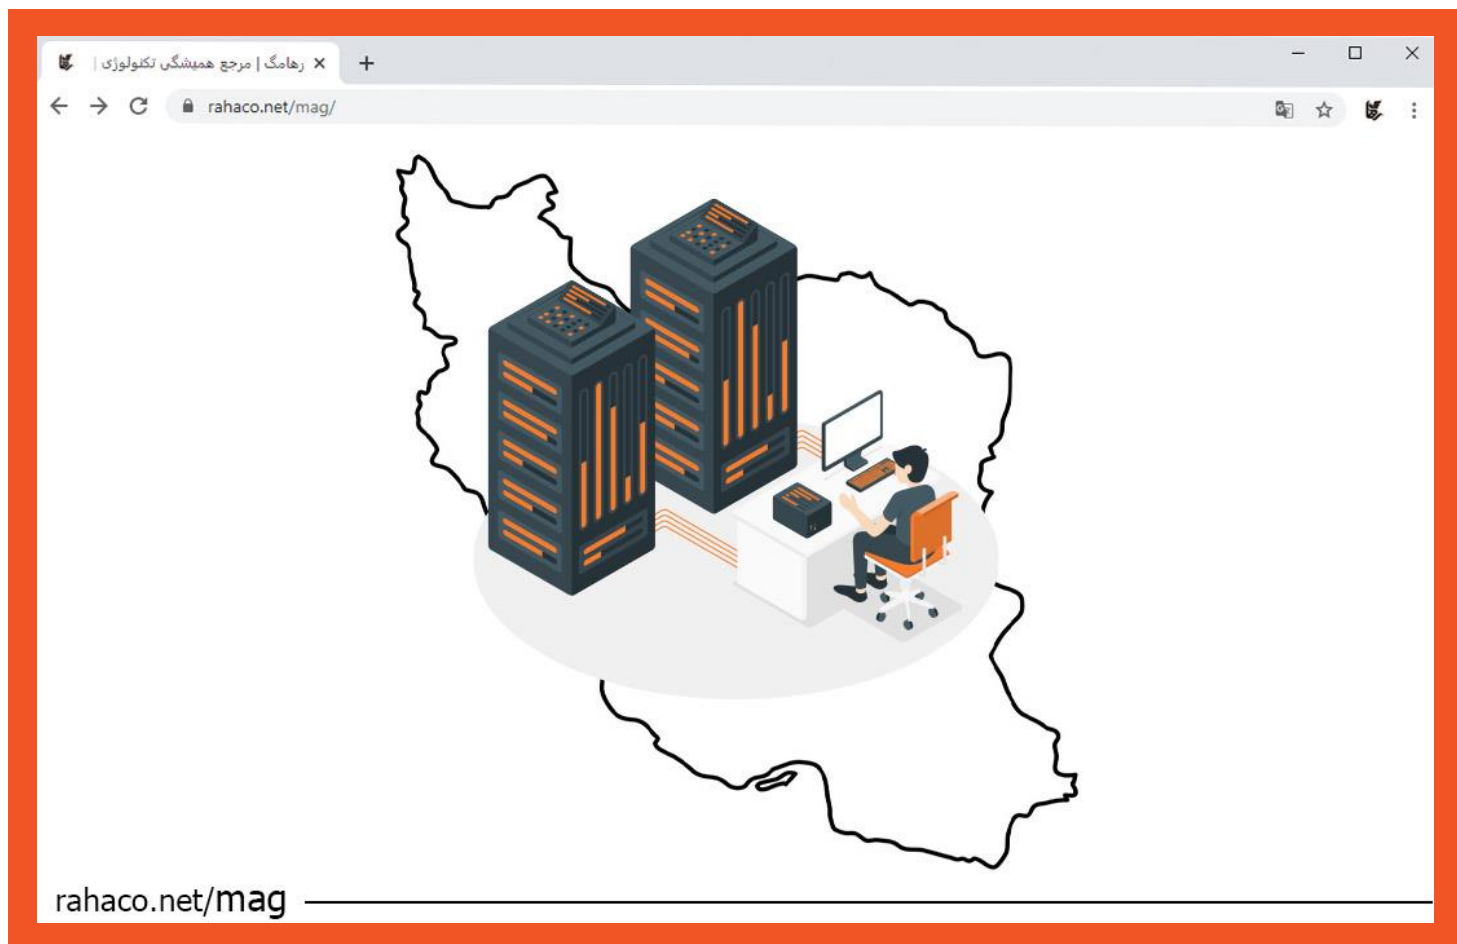 رهامگ | مرجع همیشگی تکنولوژی |
rahaco.net/mag/
rahaco.net/mag